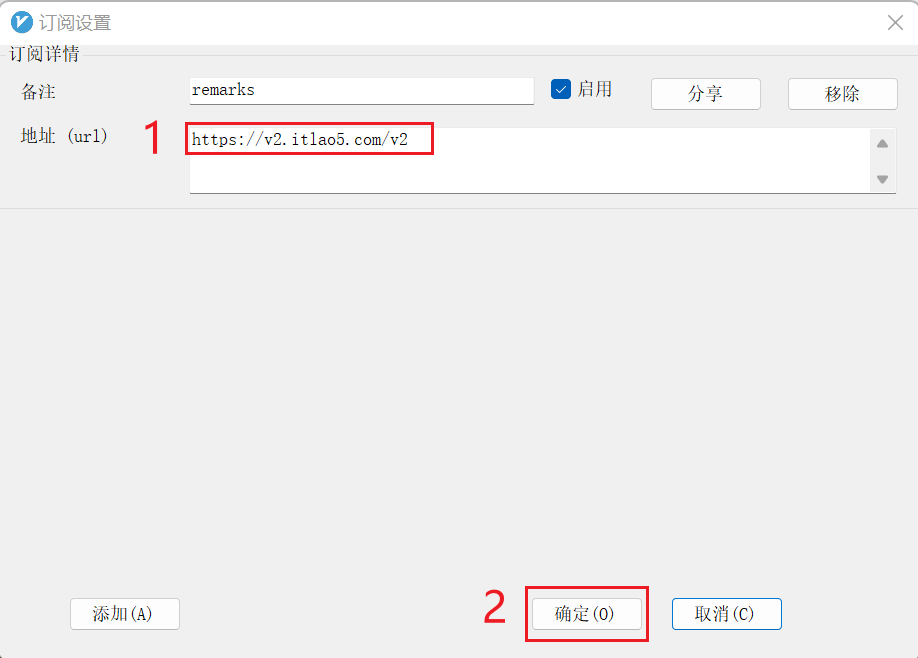 订阅设置
订阅详情
备注
remarks
启用
分享
移除
地址 (url)
1
https://v2.itlao5.com/v2
添加(A)
2
确定(O)
取消(C)